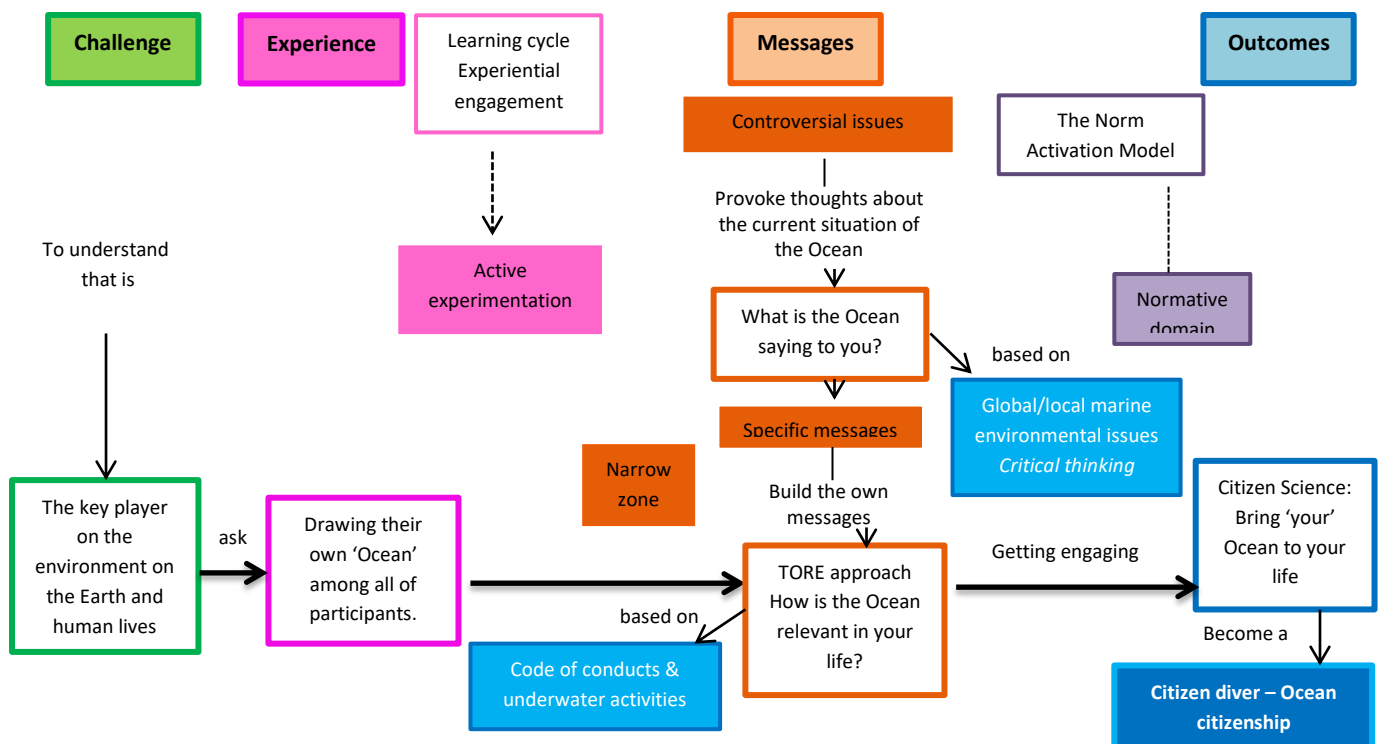 Challenge
Experience
Learning cycle
Experiential
engagement
Messages
Outcomes
Controversial issues
The Norm
Activation Model
Provoke thoughts about
the current situation of
the Ocean
To understand
that is
Active
experimentation
Normative
domain
What is the Ocean
saying to you?
based on
Global/local marine
environmental issues
Critical thinking
Specific messages
Narrow
zone
Build the own
messages
The key player
on the
environment on
the Earth and
human lives
ask
Drawing their
own ‘Ocean’
among all of
participants.
based on
Code of conducts &
underwater activities
TORE approach
How is the Ocean
relevant in your
life?
Getting engaging
Citizen Science:
Bring ‘your’
Ocean to your
life
Become a
Citizen diver – Ocean
citizenship